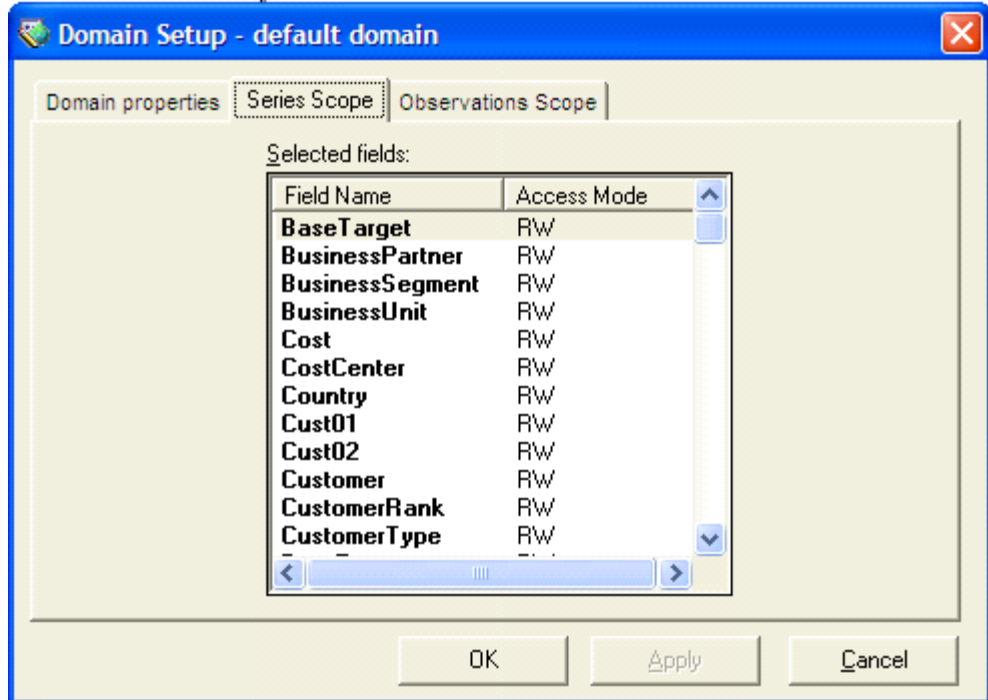 Domain Setup - default domain
Domain properties Series Scope Observations Scope
Selected fields:
Field Name Access Mode
BaseTarget RW
BusinessPartner RW
BusinessSegment RW
BusinessUnit RW
Cost RW
CostCenter RW
Country RW
Cust01 RW
Cust02 RW
Customer RW
CustomerRank RW
CustomerType RW
OK Apply Cancel